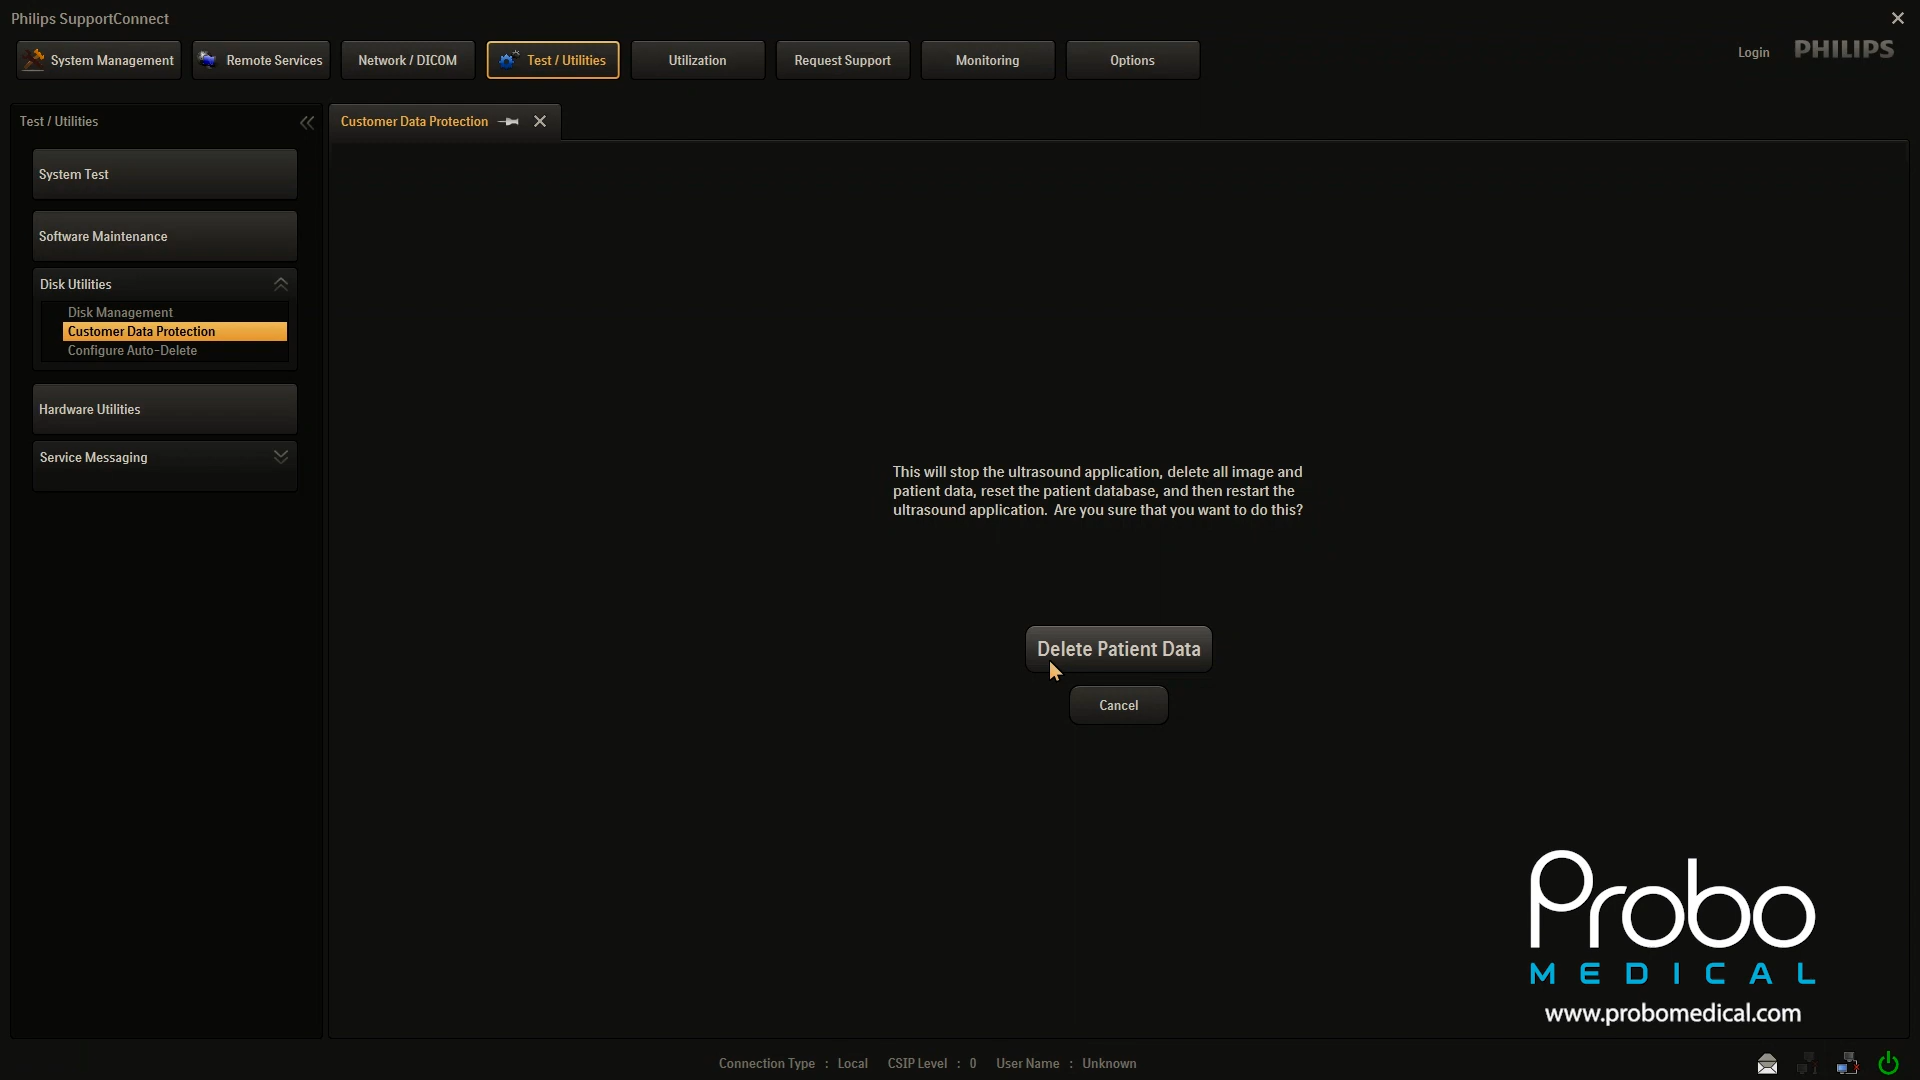 Philips SupportConnect
System Management
Remote Services
Network / DICOM
Test / Utilities
Utilization
Request Support
Monitoring
Options
Login
PHILIPS
Test / Utilities
Customer Data Protection
System Test
Software Maintenance
Disk Utilities
Disk Management
Customer Data Protection
Configure Auto-Delete
Hardware Utilities
Service Messaging
This will stop the ultrasound application, delete all image and
patient data, reset the patient database, and then restart the
ultrasound application. Are you sure that you want to do this?
Delete Patient Data
Cancel
Probo
MEDICAL
www.probomedical.com
Connection Type : Local CSIP Level : 0 User Name : Unknown